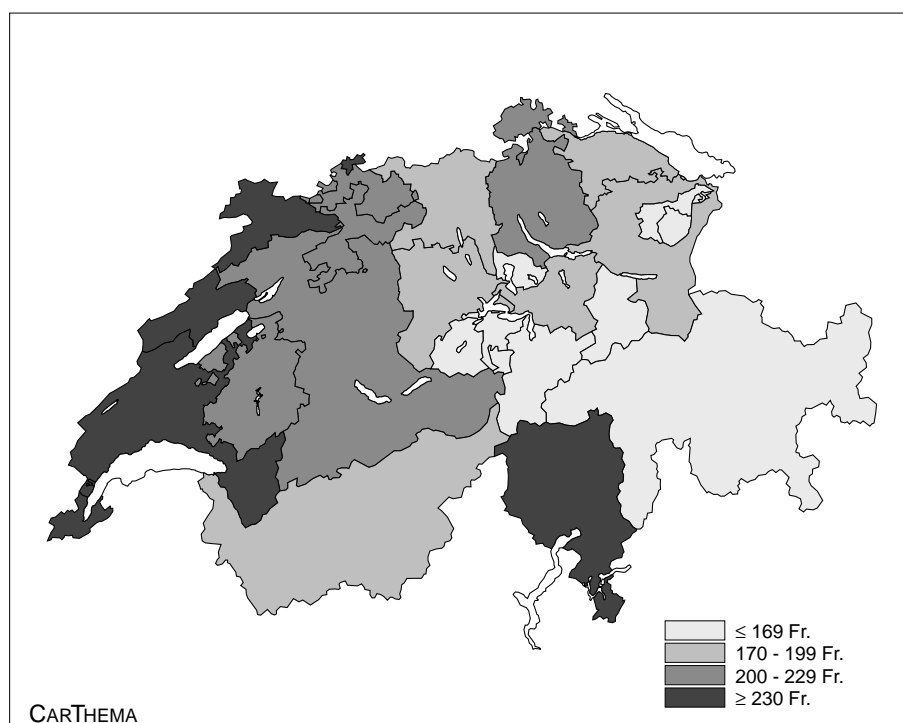 ≤ 169 Fr.
170 - 199 Fr.
200 - 229 Fr.
≥ 230 Fr.
CARTHEMA